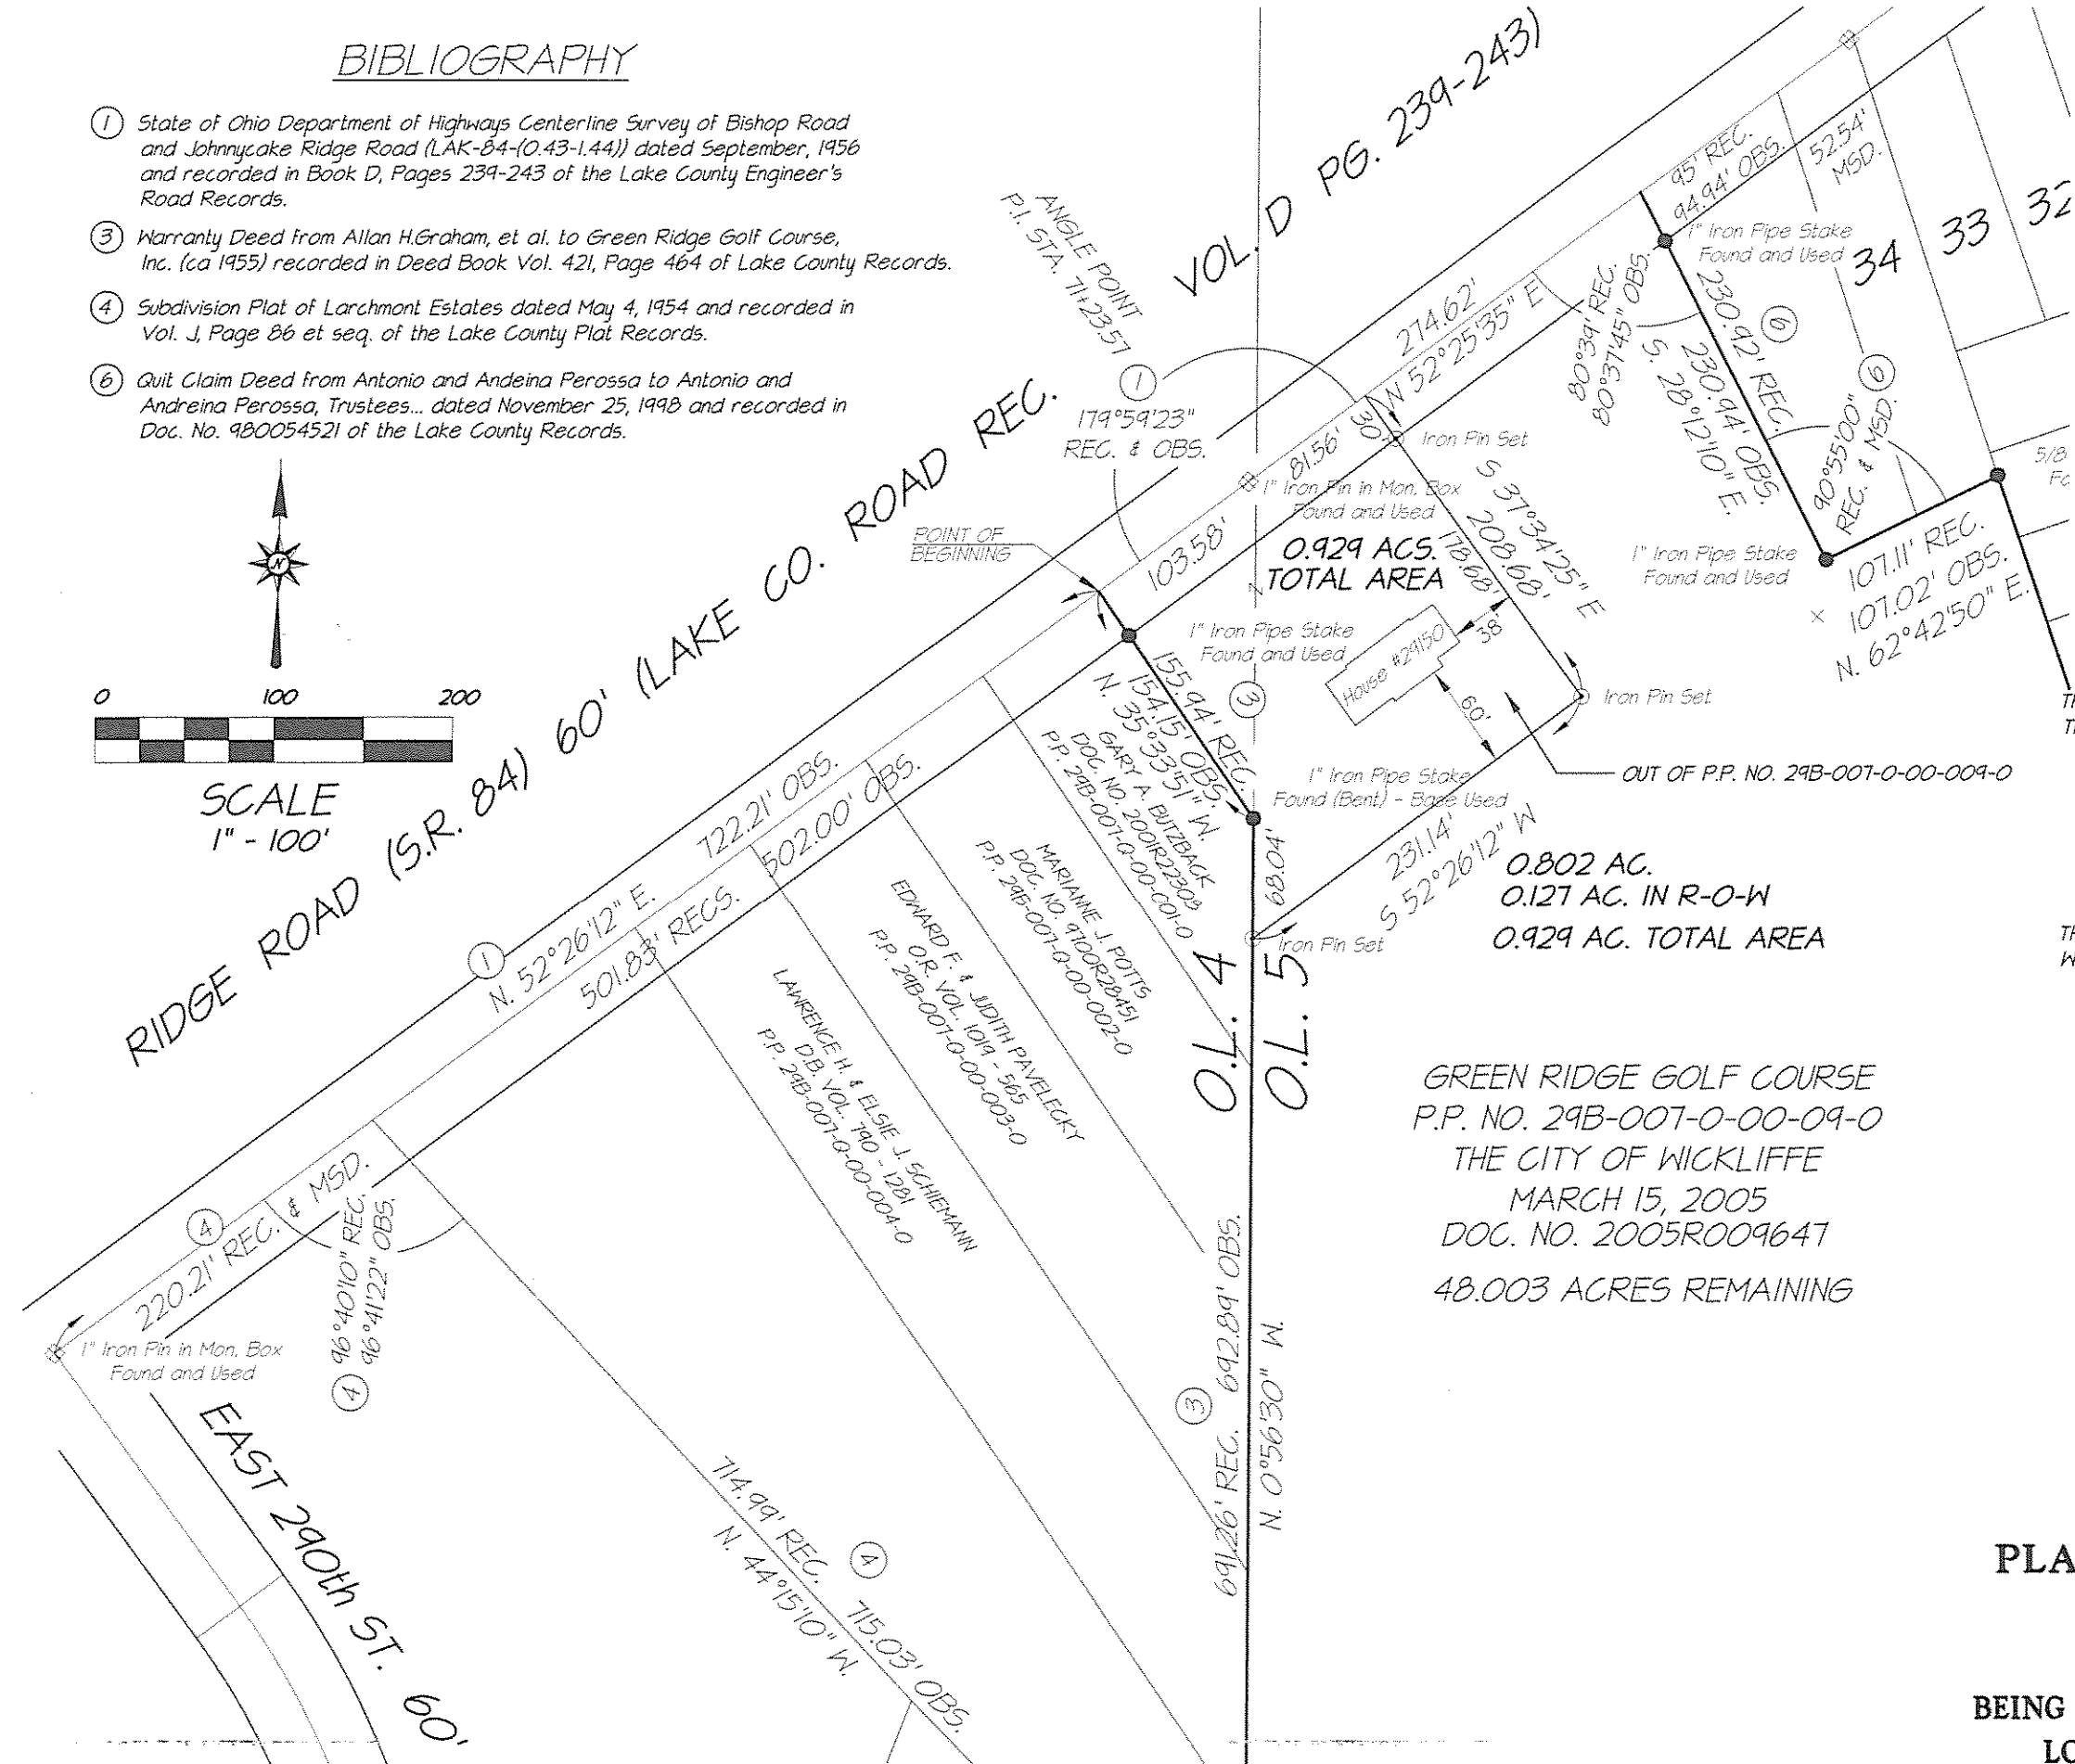 BIBLIOGRAPHY
1 State of Ohio Department of Highways Centerline Survey of Bishop Road
and Johnnycake Ridge Road (LAK-84-(0.43-1.44)) dated September, 1956
and recorded in Book D, Pages 239-243 of the Lake County Engineer's
Road Records.
3 Warranty Deed from Allan H.Graham, et al. to Green Ridge Golf Course,
Inc. (ca 1955) recorded in Deed Book Vol. 421, Page 464 of Lake County Records.
4 Subdivision Plat of Larchmont Estates dated May 4, 1954 and recorded in
Vol. J, Page 86 et seq. of the Lake County Plat Records.
6 Quit Claim Deed from Antonio and Andeina Perossa to Antonio and
Andreina Perossa, Trustees... dated November 25, 1998 and recorded in
Doc. No. 980054521 of the Lake County Records.
N
0 100 200
SCALE
1" - 100'
RIDGE ROAD (S.R. 84) 60' (LAKE CO. ROAD REC. VOL. D PG. 239-243)
ANGLE POINT
P.I. STA. 71+23.57
1
179°59'23"
REC. & OBS.
POINT OF
BEGINNING
103.58'
81.56'
30'
274.62'
N 52°25'35" E
95' REC.
94.94' OBS.
52.54'
MSD.
34
33
32
1" Iron Pipe Stake
Found and Used
80°39' REC.
80°37'45" OBS.
230.92' REC.
230.94' OBS.
S. 28°12'10" E.
6
90°55'00"
REC. & MSD.
6
5/8
1" Iron Pipe Stake
Found and Used
107.11' REC.
107.02' OBS.
N. 62°42'50" E.
Iron Pin Set
1" Iron Pin in Mon. Box
Found and Used
S 37°34'25" E
208.68'
178.68'
0.929 ACS.
TOTAL AREA
1" Iron Pipe Stake
Found and Used
House #29150
38'
60'
Iron Pin Set
OUT OF P.P. NO. 29B-007-0-00-009-0
155.94' REC.
154.15' OBS.
N. 35°33'51" W.
3
1" Iron Pipe Stake
Found (Bent) - Base Used
68.04'
231.14'
S 52°26'12" W
Iron Pin Set
0.802 AC.
0.127 AC. IN R-O-W
0.929 AC. TOTAL AREA
GARY A. BUTZBACK
DOC. NO. 2001R22309
P.P. 29B-007-Q-00-001-0
MARIANNE J. POTTS
DOC. NO. 9700R28451
P.P. 29B-007-Q-00-002-0
EDWARD F. & JUDITH PAVELECKY
O.R. VOL. 1019 - 565
P.P. 29B-007-Q-00-003-0
LAWRENCE H. & ELSIE J. SCHIEMANN
D.B. VOL. 790 - 1281
P.P. 29B-007-Q-00-004-0
722.21' OBS.
502.00' OBS.
1
N. 52°26'12" E.
501.83' RECS.
O.L. 4
O.L. 5
GREEN RIDGE GOLF COURSE
P.P. NO. 29B-007-0-00-09-0
THE CITY OF WICKLIFFE
MARCH 15, 2005
DOC. NO. 2005R009647
48.003 ACRES REMAINING
4
220.21' REC. & MSD.
96°40'10" REC.
96°41'22" OBS.
4
1" Iron Pin in Mon. Box
Found and Used
EAST 290th ST. 60'
714.99' REC. 4 715.03' OBS.
N. 44°15'10" W.
3
691.26' REC. 692.89' OBS.
N. 0°56'30" W.
PLA
BEING
LO